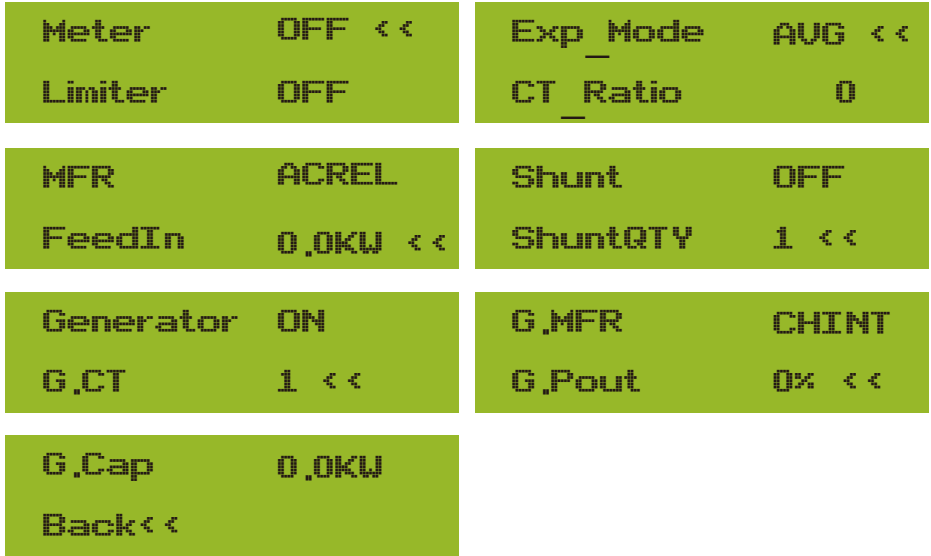 Meter OFF <<
Limiter OFF
Exp_Mode AVG <<
CT_Ratio 0
MFR ACREL
FeedIn 0.0KW <<
Shunt OFF
ShuntQTY 1 <<
Generator ON
G.CT 1 <<
G.MFR CHINT
G.Pout 0% <<
G.Cap 0.0KW
Back<<